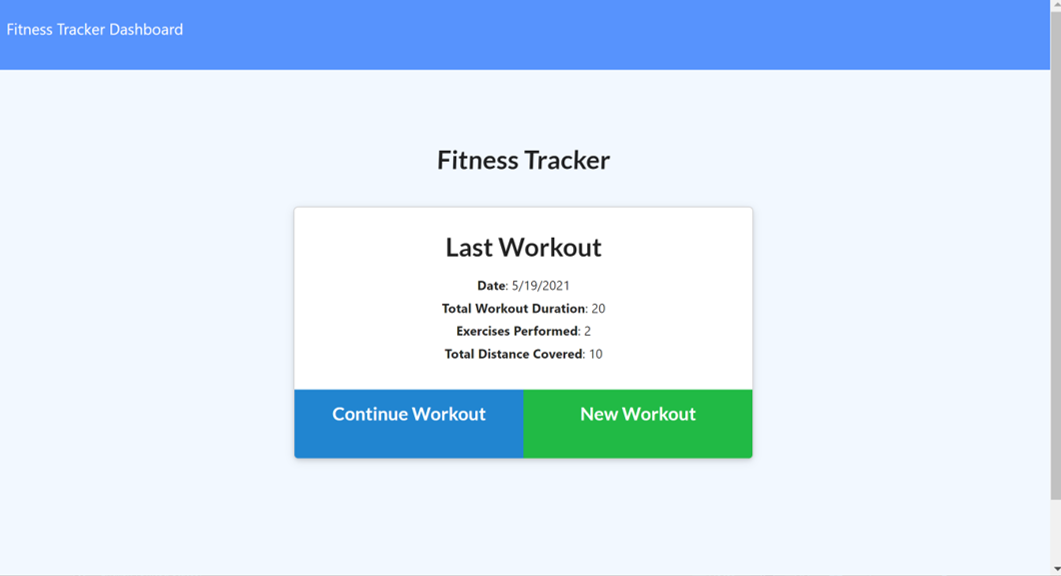 Fitness Tracker Dashboard
Fitness Tracker
Last Workout
Date: 5/19/2021
Total Workout Duration: 20
Exercises Performed: 2
Total Distance Covered: 10
Continue Workout
New Workout